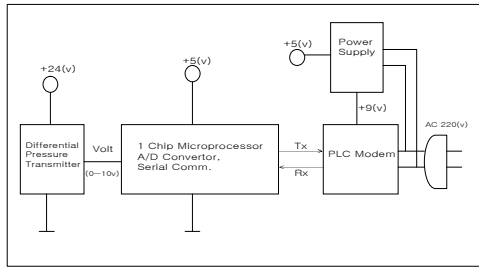 +24(v)
+5(v)
+5(v)
Power
Supply
+9(v)
AC 220(v)
Differential
Pressure
Transmitter
Volt
(0-10v)
1 Chip Microprocessor
A/D Convertor,
Serial Comm.
Tx
Rx
PLC Modem